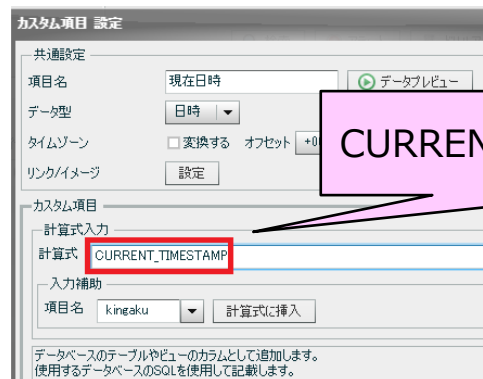 カスタム項目 設定
共通設定
項目名 現在日時 データプレビュー
データ型 日時
タイムゾーン 変換する オフセット
リンク/イメージ 設定
カスタム項目
計算式入力
計算式 CURRENT_TIMESTAMP
入力補助
項目名 kingaku 計算式に挿入
データベースのテーブルやビューのカラムとして追加します。
使用するデータベースのSQLを使用して記載します。